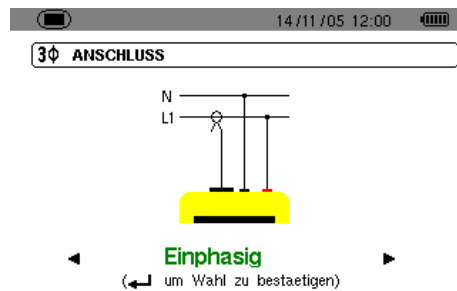 14/11/05 12:00
3Φ ANSCHLUSS
N
L1
Einphasig
(↵ um Wahl zu bestaetigen)